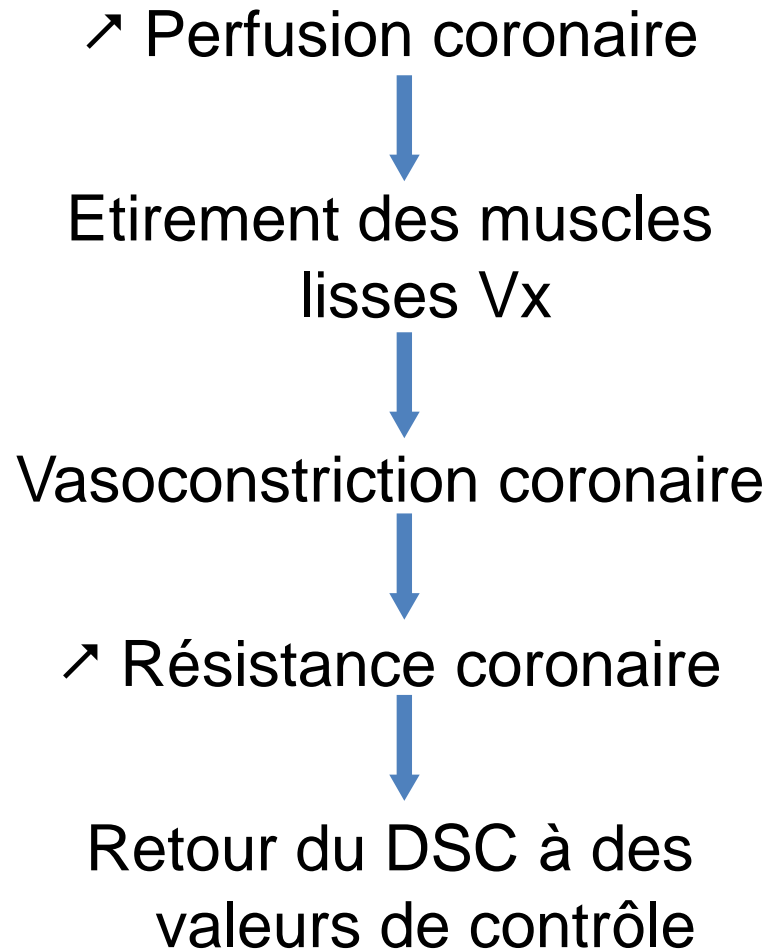 ↗ Perfusion coronaire
Etirement des muscles
lisses Vx
Vasoconstriction coronaire
↗ Résistance coronaire
Retour du DSC à des
valeurs de contrôle